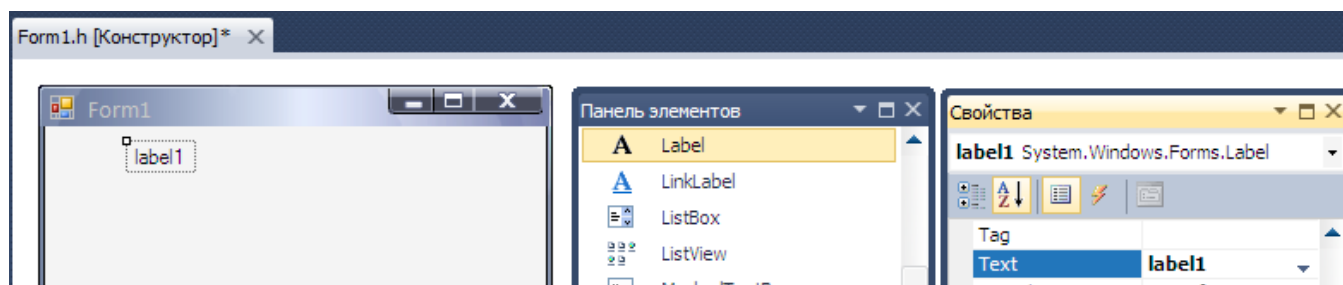 Form1.h [Конструктор]*
Form1
label1
Панель элементов
Label
LinkLabel
ListBox
ListView
Свойства
label1 System.Windows.Forms.Label
Tag
Text label1